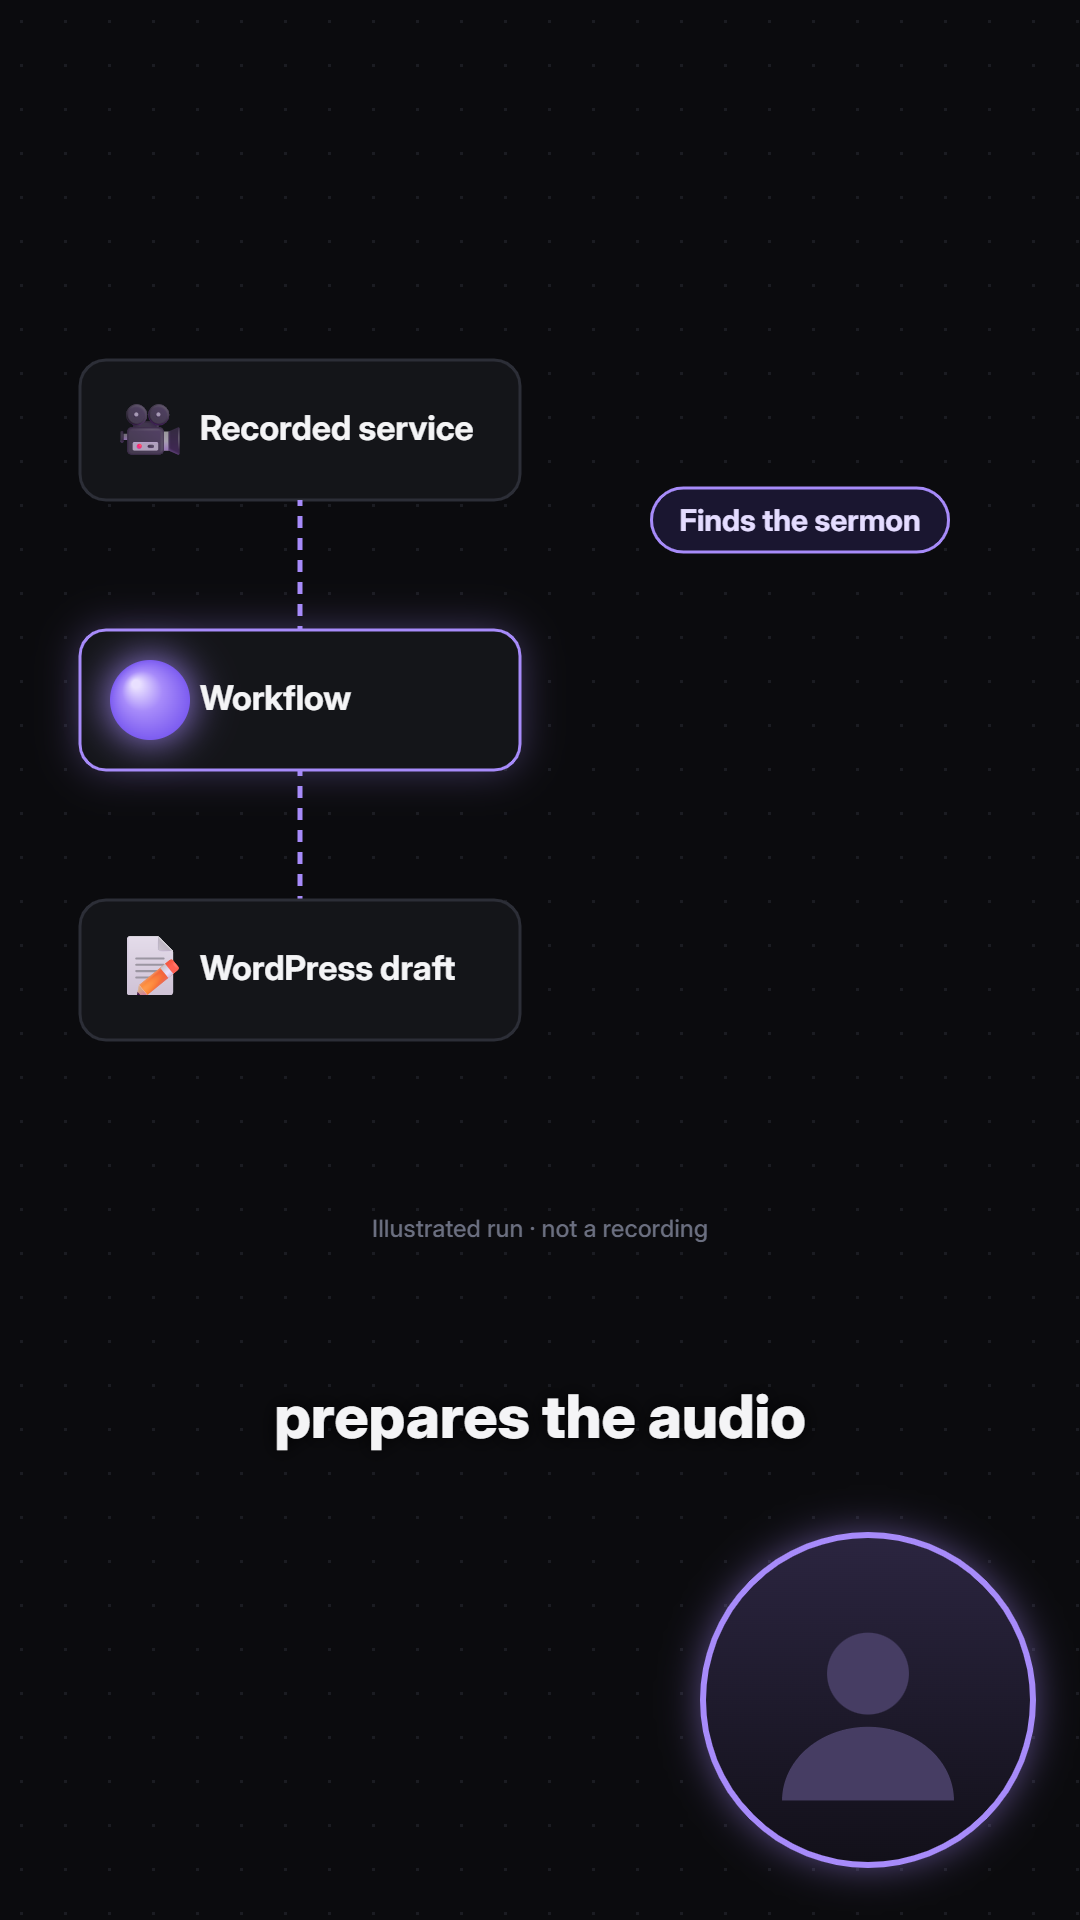 Recorded service
Finds the sermon
Workflow
WordPress draft
Illustrated run · not a recording
prepares the audio